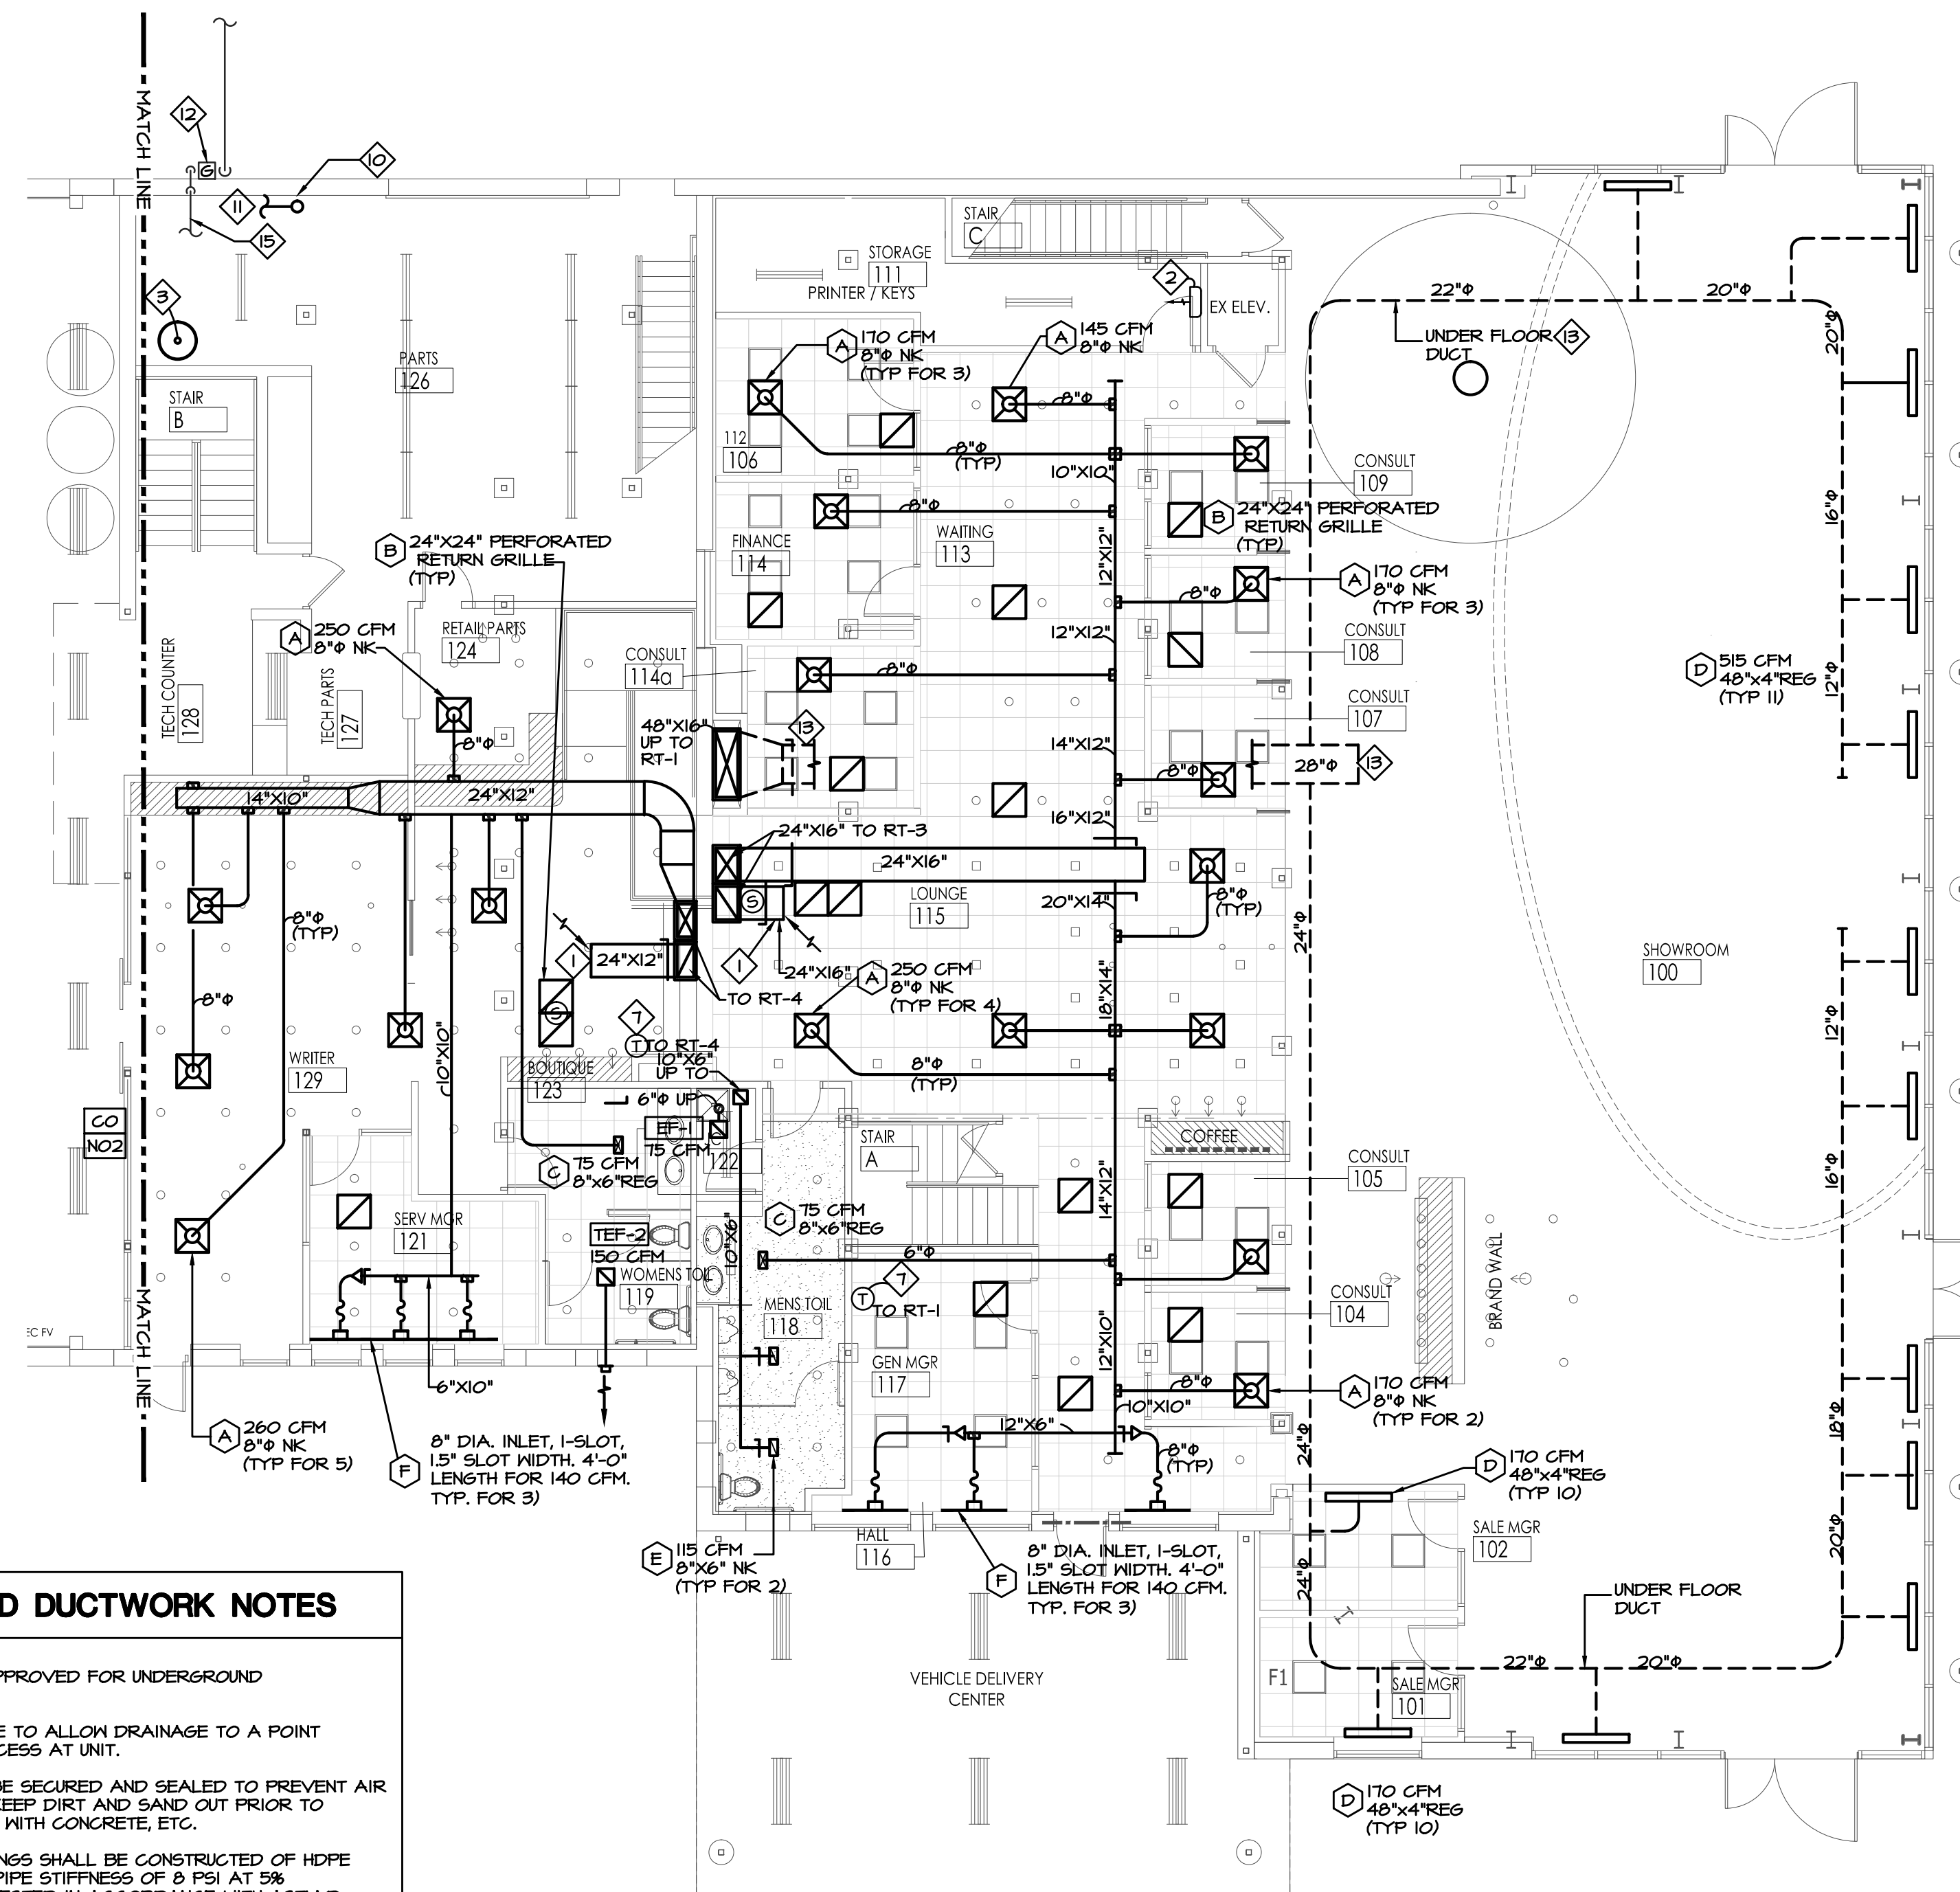 MATCH LINE
12
G
10
11
15
3
STAIR
B
PARTS
126
STORAGE
111
PRINTER / KEYS
STAIR
C
2
EX ELEV.
22"Φ
20"Φ
UNDER FLOOR
DUCT
13
20"Φ
A
170 CFM
8"Φ NK
(TYP FOR 3)
A
145 CFM
8"Φ NK
8"Φ
112
106
8"Φ
(TYP)
10"X10"
CONSULT
109
16"Φ
B
24"X24" PERFORATED
RETURN GRILLE
(TYP)
8"Φ
FINANCE
114
WAITING
113
12"X12"
B
24"X24" PERFORATED
RETURN GRILLE
(TYP)
A
170 CFM
8"Φ NK
(TYP FOR 3)
8"Φ
12"X12"
CONSULT
108
A
250 CFM
8"Φ NK
RETAIL PARTS
124
CONSULT
114a
8"Φ
D
515 CFM
48"x4"REG
(TYP 11)
12"Φ
TECH COUNTER
128
TECH PARTS
127
CONSULT
107
8"Φ
48"X16"
UP TO
RT-1
13
14"X12"
8"Φ
28"Φ
13
14"X10"
24"X12"
16"X12"
24"X16" TO RT-3
24"X16"
8"Φ
(TYP)
S
LOUNGE
115
20"X14"
8"Φ
(TYP)
24"Φ
1
24"X12"
1
24"X16"
A
250 CFM
8"Φ NK
(TYP FOR 4)
TO RT-4
18"X14"
SHOWROOM
100
8"Φ
S
7
T
TO RT-4
10"X6"
UP TO
12"Φ
WRITER
129
10"X10"
BOUTIQUE
123
6"Φ UP
EF-1
75 CFM
122
8"Φ
(TYP)
CO
NO2
STAIR
A
COFFEE
C
75 CFM
8"x6"REG
14"X12"
CONSULT
105
16"Φ
SERV MGR
121
TEF-2
150 CFM
WOMENS TOIL
119
10"X6"
C
75 CFM
8"x6"REG
6"Φ
7
T
TO RT-1
MENS TOIL
118
CONSULT
104
BRAND WALL
EC FV
MATCH LINE
6"X10"
GEN MGR
117
12"X10"
8"Φ
10"X10"
A
170 CFM
8"Φ NK
(TYP FOR 2)
18"Φ
A
260 CFM
8"Φ NK
(TYP FOR 5)
F
8" DIA. INLET, 1-SLOT,
1.5" SLOT WIDTH. 4'-0"
LENGTH FOR 140 CFM.
TYP. FOR 3)
12"X6"
8"Φ
(TYP)
24"Φ
D
170 CFM
48"x4"REG
(TYP 10)
E
115 CFM
8"X6" NK
(TYP FOR 2)
HALL
116
F
8" DIA. INLET, 1-SLOT,
1.5" SLOT WIDTH. 4'-0"
LENGTH FOR 140 CFM.
TYP. FOR 3)
SALE MGR
102
20"Φ
24"Φ
UNDER FLOOR
DUCT
D DUCTWORK NOTES
VEHICLE DELIVERY
CENTER
22"Φ
20"Φ
F1
SALE MGR
101
PPROVED FOR UNDERGROUND
E TO ALLOW DRAINAGE TO A POINT
CESS AT UNIT.
BE SECURED AND SEALED TO PREVENT AIR
KEEP DIRT AND SAND OUT PRIOR TO
WITH CONCRETE, ETC.
D
170 CFM
48"x4"REG
(TYP 10)
NGS SHALL BE CONSTRUCTED OF HDPE
PIPE STIFFNESS OF 8 PSI AT 5%